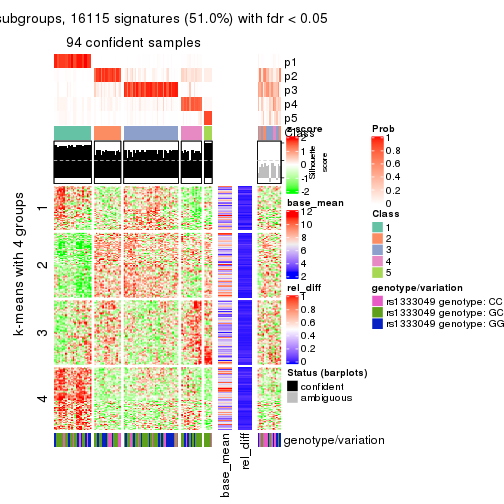 subgroups, 16115 signatures (51.0%) with fdr < 0.05
94 confident samples
p1
p2
p3
p4
p5
Class
Silhouette
score
k-means with 4 groups
1
2
3
4
base_mean
rel_diff
genotype/variation
z-score
2
1
0
-1
-2
base_mean
12
10
8
6
4
2
rel_diff
1
0.8
0.6
0.4
0.2
0
Status (barplots)
confident
ambiguous
Prob
1
0.8
0.6
0.4
0.2
0
Class
1
2
3
4
5
genotype/variation
rs1333049 genotype: CC
rs1333049 genotype: GC
rs1333049 genotype: GG